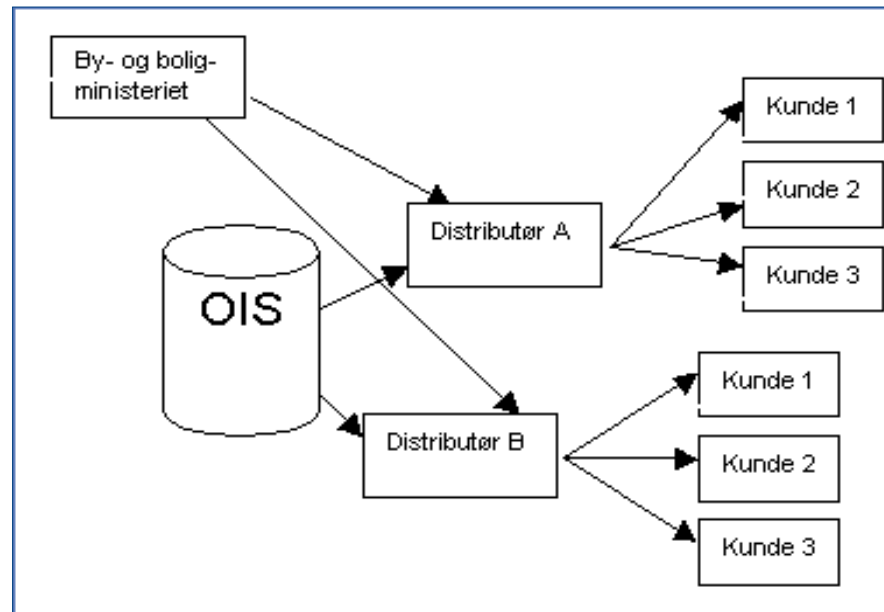 By- og bolig-
ministeriet
Kunde 1
Kunde 2
Distributør A
Kunde 3
OIS
Kunde 1
Distributør B
Kunde 2
Kunde 3